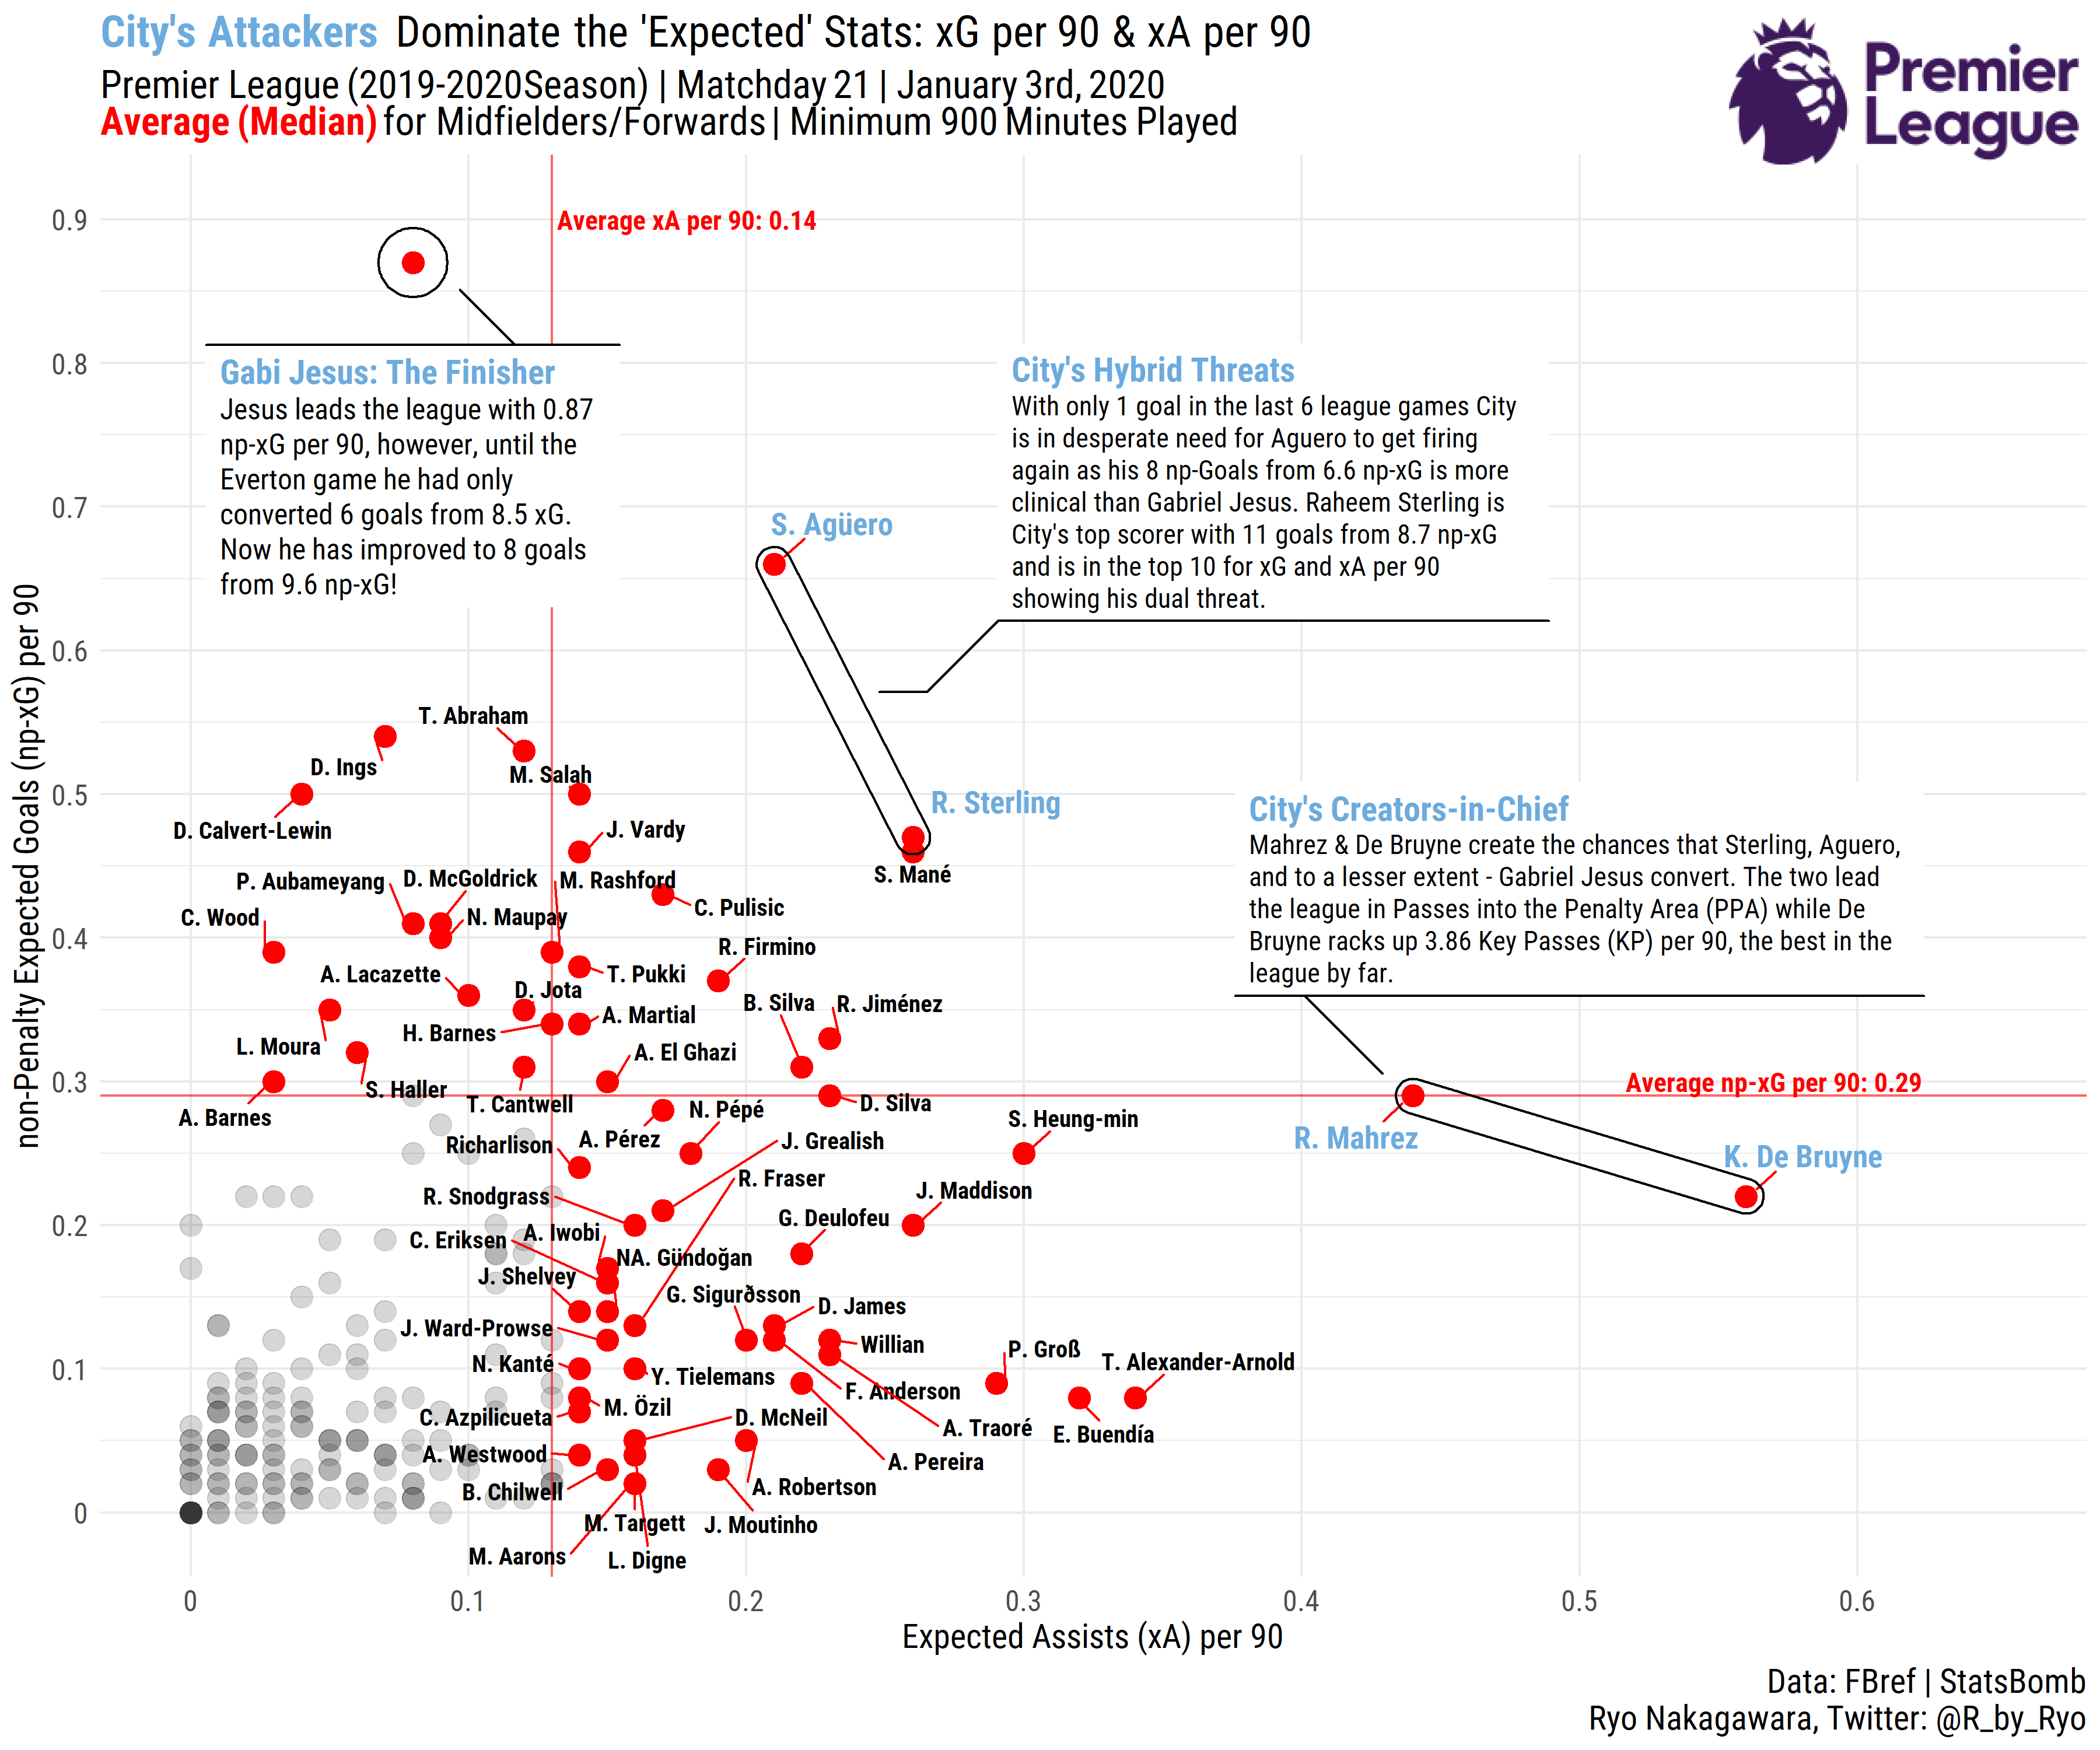 City's Attackers Dominate the 'Expected' Stats: xG per 90 & xA per 90
Premier League (2019-2020Season) | Matchday 21 | January 3rd, 2020
Average (Median) for Midfielders/Forwards | Minimum 900 Minutes Played
Premier
League
Average xA per 90: 0.14
Gabi Jesus: The Finisher
Jesus leads the league with 0.87
np-xG per 90, however, until the
Everton game he had only
converted 6 goals from 8.5 xG.
Now he has improved to 8 goals
from 9.6 np-xG!
City's Hybrid Threats
With only 1 goal in the last 6 league games City
is in desperate need for Aguero to get firing
again as his 8 np-Goals from 6.6 np-xG is more
clinical than Gabriel Jesus. Raheem Sterling is
City's top scorer with 11 goals from 8.7 np-xG
and is in the top 10 for xG and xA per 90
showing his dual threat.
City's Creators-in-Chief
Mahrez & De Bruyne create the chances that Sterling, Aguero,
and to a lesser extent - Gabriel Jesus convert. The two lead
the league in Passes into the Penalty Area (PPA) while De
Bruyne racks up 3.86 Key Passes (KP) per 90, the best in the
league by far.
S. Agüero
T. Abraham
D. Ings
M. Salah
R. Sterling
D. Calvert-Lewin
J. Vardy
S. Mané
P. Aubameyang
D. McGoldrick
M. Rashford
C. Pulisic
C. Wood
N. Maupay
R. Firmino
A. Lacazette
T. Pukki
D. Jota
B. Silva
R. Jiménez
A. Martial
H. Barnes
L. Moura
A. El Ghazi
Average np-xG per 90: 0.29
S. Haller
T. Cantwell
D. Silva
A. Barnes
N. Pépé
S. Heung-min
R. Mahrez
A. Pérez
J. Grealish
Richarlison
K. De Bruyne
R. Fraser
J. Maddison
R. Snodgrass
G. Deulofeu
A. Iwobi
C. Eriksen
NA. Gündoğan
J. Shelvey
G. Sigurðsson
D. James
J. Ward-Prowse
Willian
P. Groß
T. Alexander-Arnold
N. Kanté
Y. Tielemans
F. Anderson
M. Özil
C. Azpilicueta
D. McNeil
A. Traoré
E. Buendía
A. Westwood
A. Pereira
B. Chilwell
A. Robertson
M. Targett
J. Moutinho
M. Aarons
L. Digne
non-Penalty Expected Goals (np-xG) per 90
0.9
0.8
0.7
0.6
0.5
0.4
0.3
0.2
0.1
0
0 0.1 0.2 0.3 0.4 0.5 0.6
Expected Assists (xA) per 90
Data: FBref | StatsBomb
Ryo Nakagawara, Twitter: @R_by_Ryo